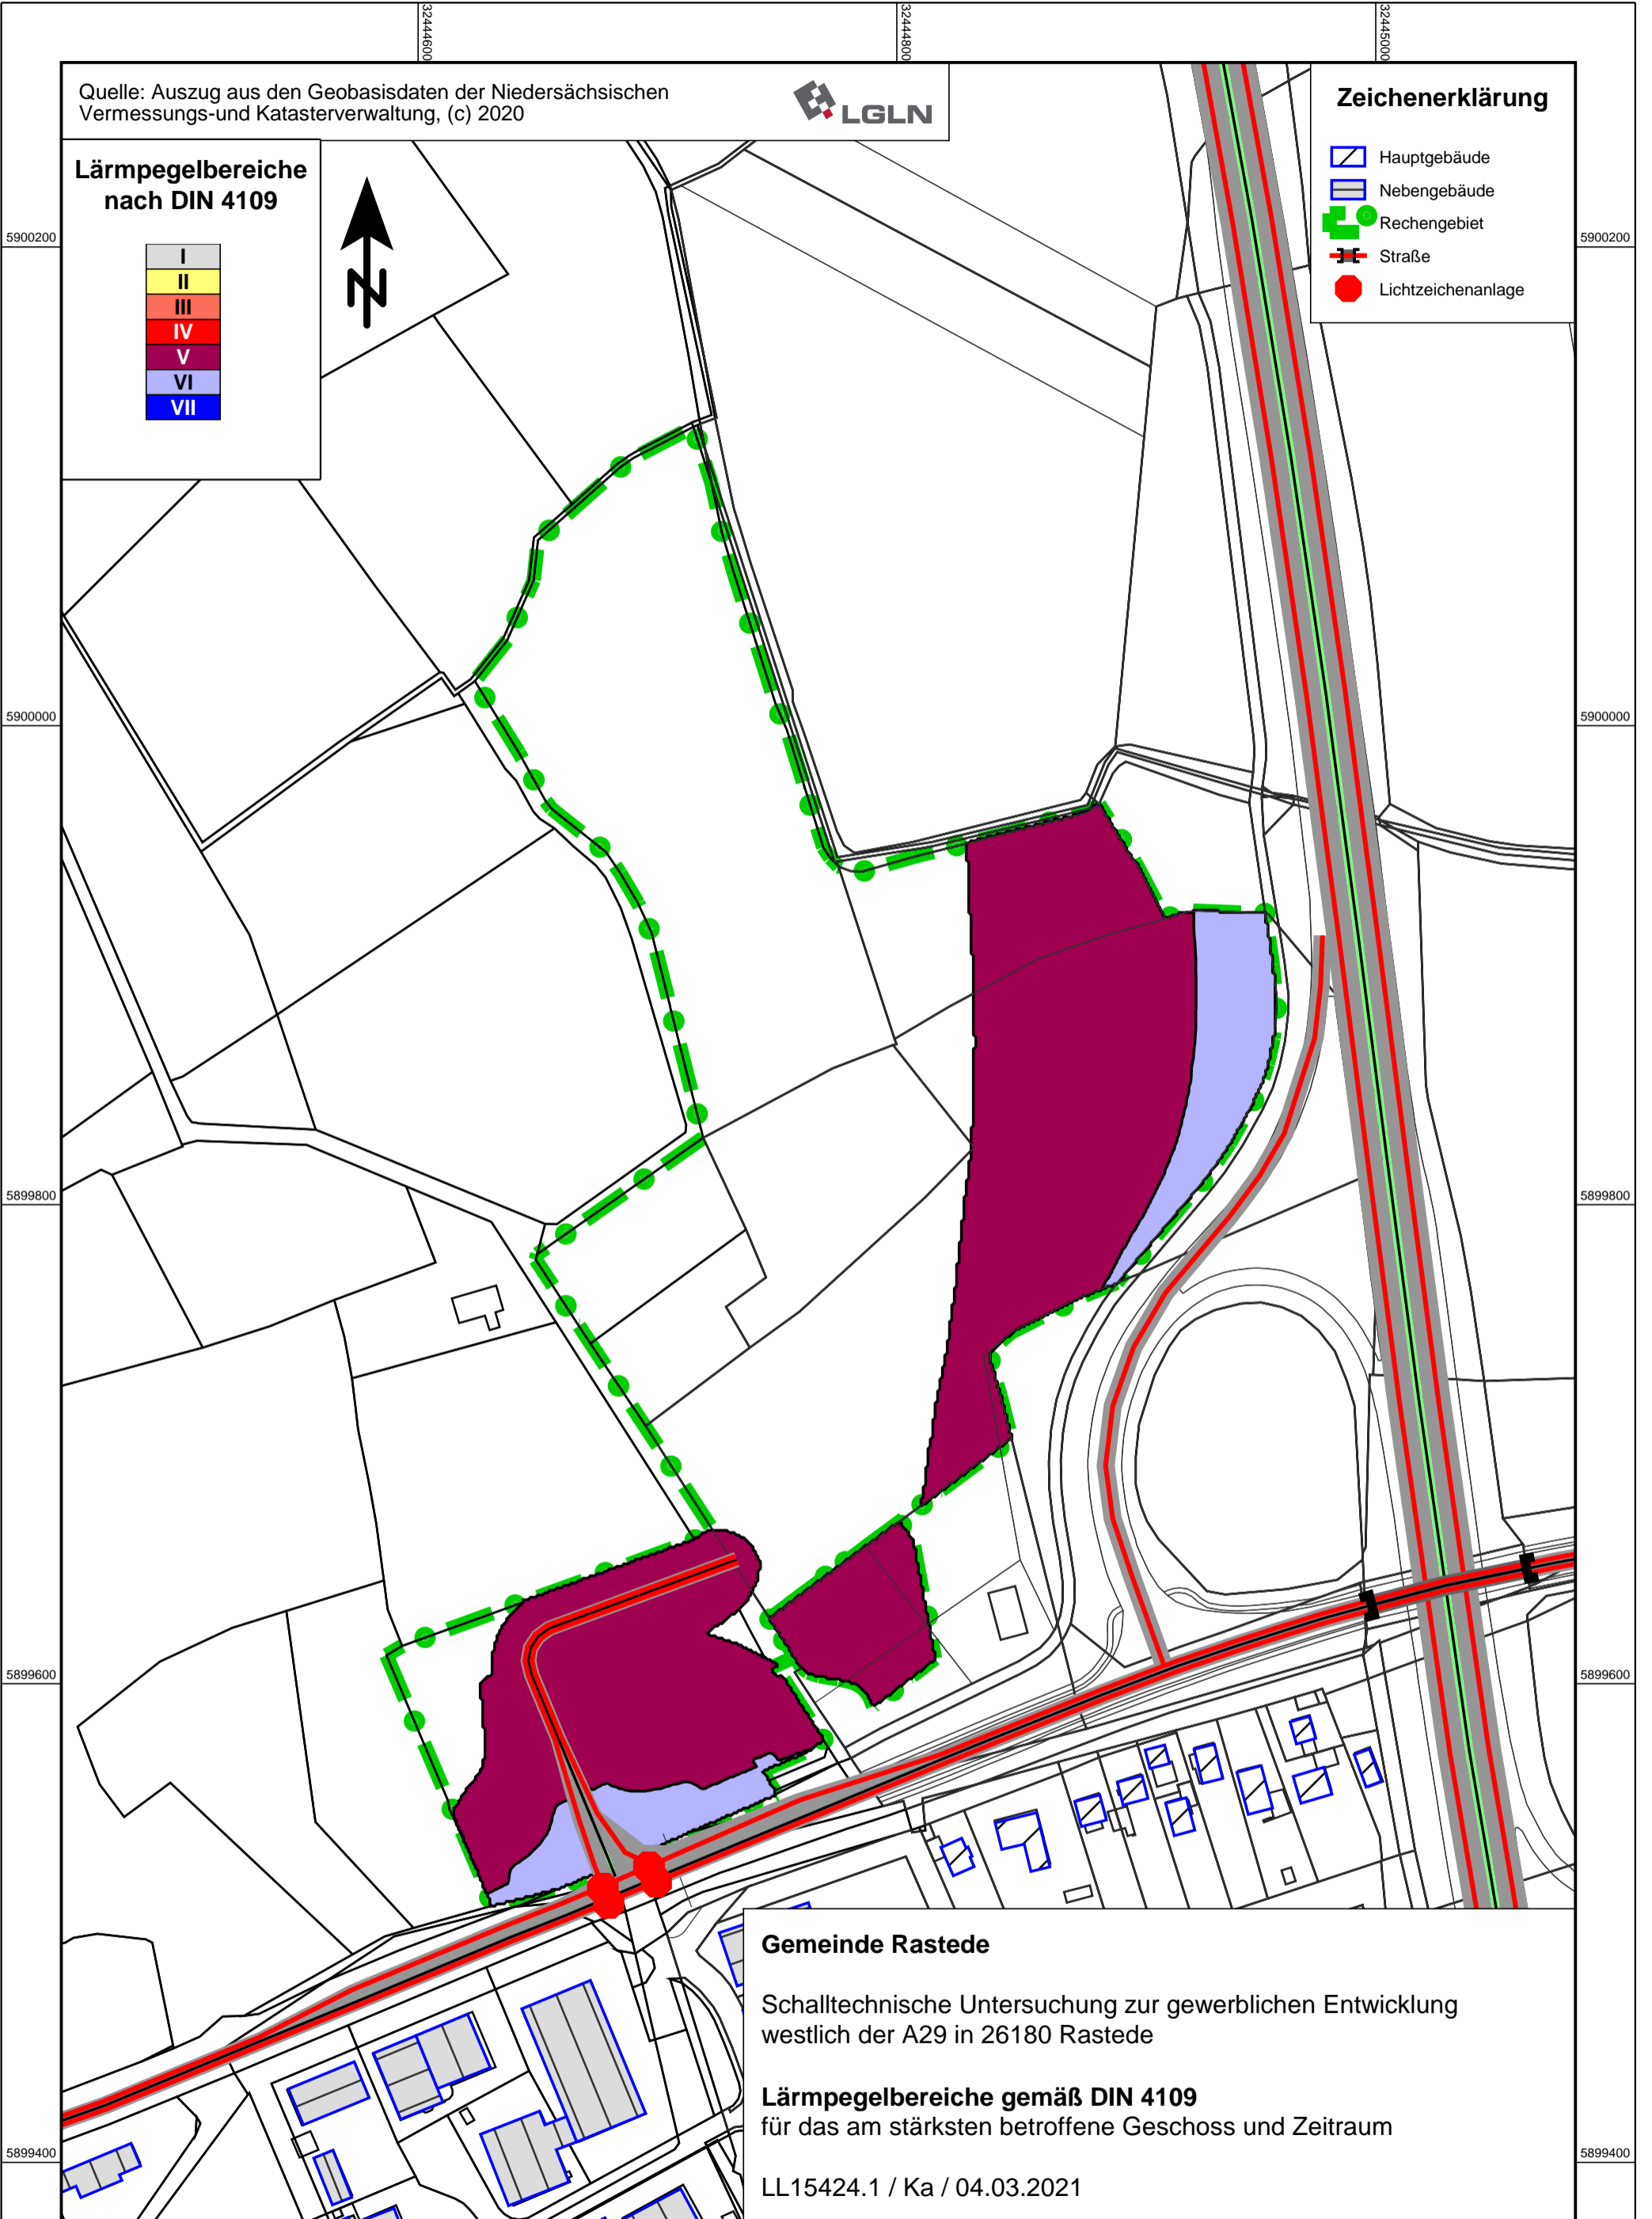 32444600
32444800
32445000
Quelle: Auszug aus den Geobasisdaten der Niedersächsischen
Vermessungs-und Katasterverwaltung, (c) 2020
LGLN
Lärmpegelbereiche
nach DIN 4109
I
II
III
IV
V
VI
VII
N
Zeichenerklärung
Hauptgebäude
Nebengebäude
Rechengebiet
Straße
Lichtzeichenanlage
5900200
5900200
5900000
5900000
5899800
5899800
5899600
5899600
5899400
5899400
Gemeinde Rastede
Schalltechnische Untersuchung zur gewerblichen Entwicklung
westlich der A29 in 26180 Rastede
Lärmpegelbereiche gemäß DIN 4109
für das am stärksten betroffene Geschoss und Zeitraum
LL15424.1 / Ka / 04.03.2021